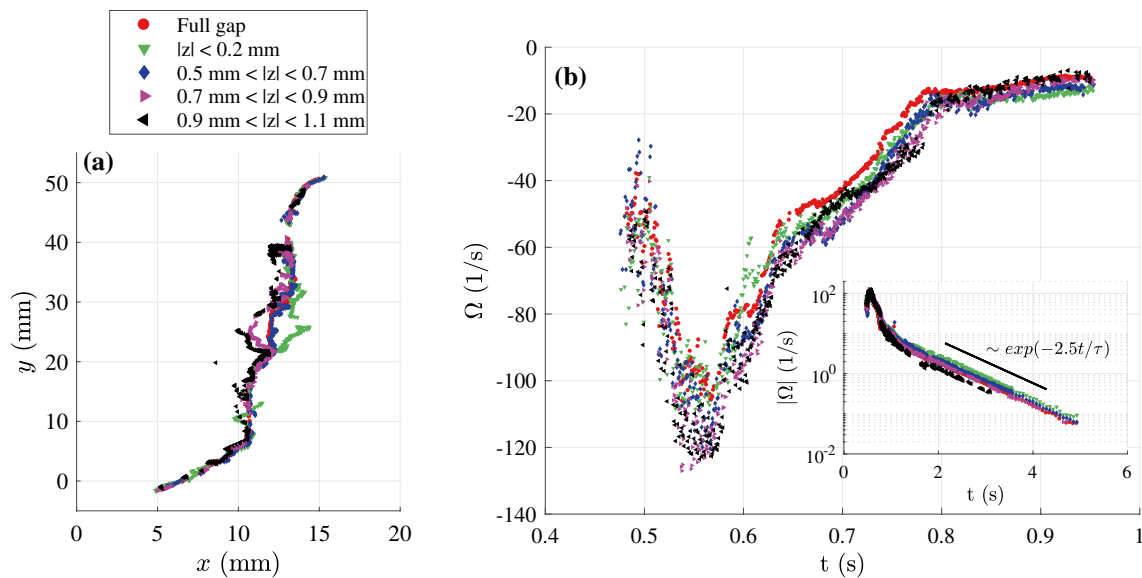 Full gap
|z| < 0.2 mm
0.5 mm < |z| < 0.7 mm
0.7 mm < |z| < 0.9 mm
0.9 mm < |z| < 1.1 mm
(a)
50
40
30
20
10
0
y (mm)
0 5 10 15 20
x (mm)
(b)
0
-20
-40
-60
-80
-100
-120
-140
Ω (1/s)
0.4 0.5 0.6 0.7 0.8 0.9 1
t (s)
10^2
10^0
10^-2
|Ω| (1/s)
∼ exp(−2.5t/τ)
0 2 4 6
t (s)